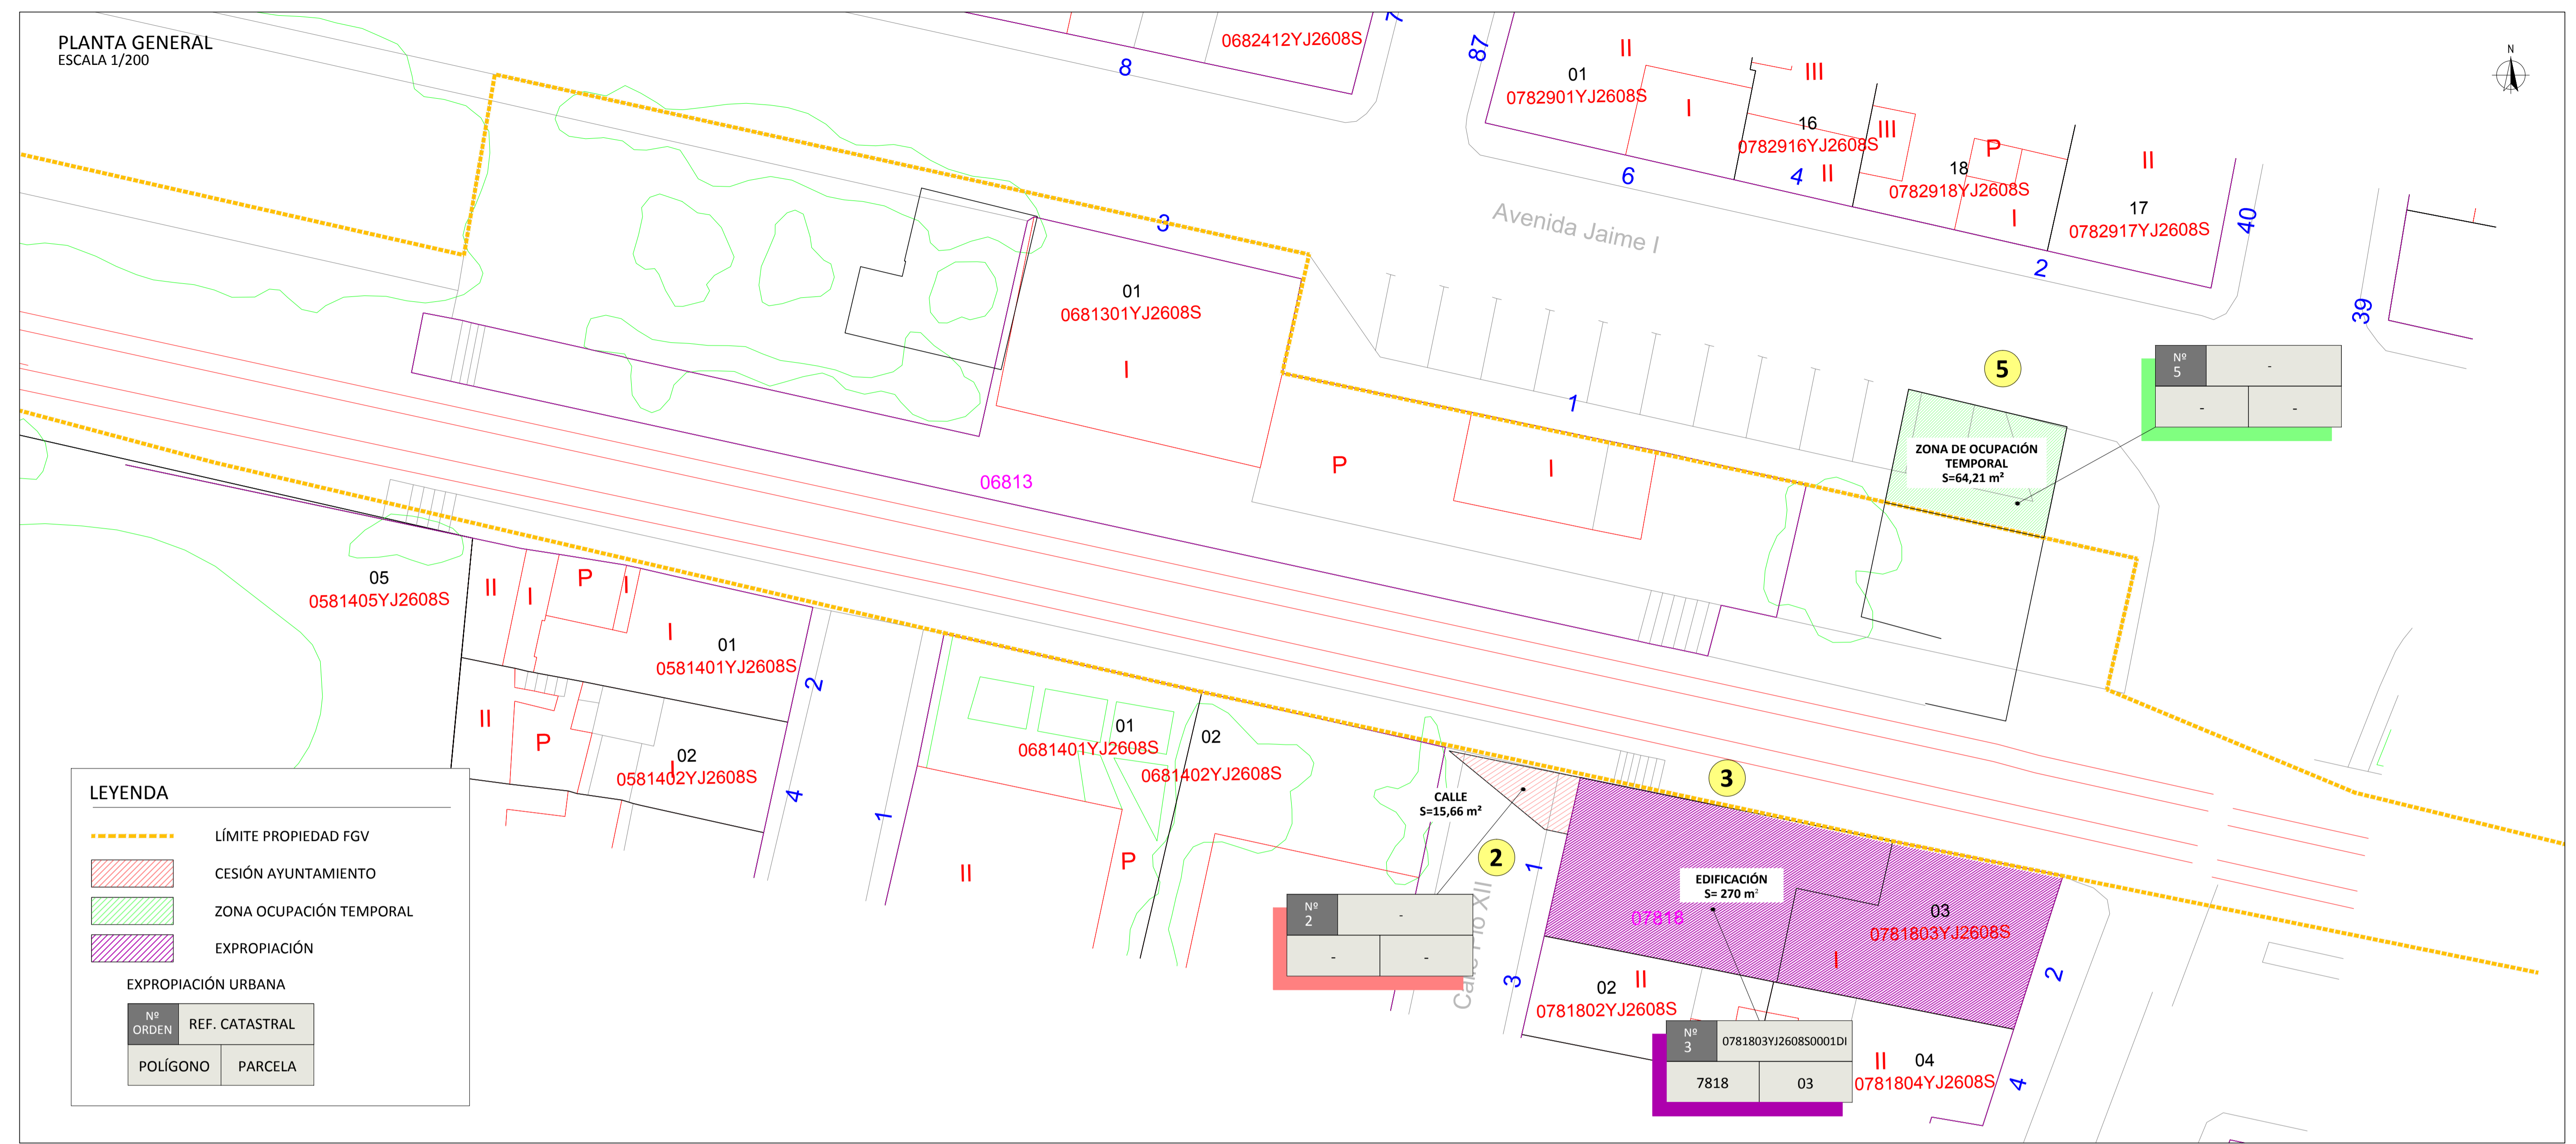 PLANTA GENERAL
ESCALA 1/200
N
0682412YJ2608S
8
7
87
01
0782901YJ2608S
II
I
III
16
0782916YJ2608S
III
II
18
0782918YJ2608S
P
I
II
17
0782917YJ2608S
6
4
2
40
39
Avenida Jaime I
3
01
0681301YJ2608S
I
1
P
I
06813
5
Nº
5
-
-
-
ZONA DE OCUPACIÓN
TEMPORAL
S=64,21 m²
05
0581405YJ2608S
II
I
P
I
I
01
0581401YJ2608S
2
II
P
02
0581402YJ2608S
I
4
1
01
0681401YJ2608S
02
0681402YJ2608S
II
P
CALLE
S=15,66 m²
2
Nº
2
-
-
-
Calle Pío XII
3
1
3
EDIFICACIÓN
S= 270 m²
07818
03
0781803YJ2608S
I
2
02
II
0781802YJ2608S
Nº
3
0781803YJ2608S0001DI
7818
03
II
04
0781804YJ2608S
4
LEYENDA
LÍMITE PROPIEDAD FGV
CESIÓN AYUNTAMIENTO
ZONA OCUPACIÓN TEMPORAL
EXPROPIACIÓN
EXPROPIACIÓN URBANA
Nº
ORDEN
REF. CATASTRAL
POLÍGONO
PARCELA